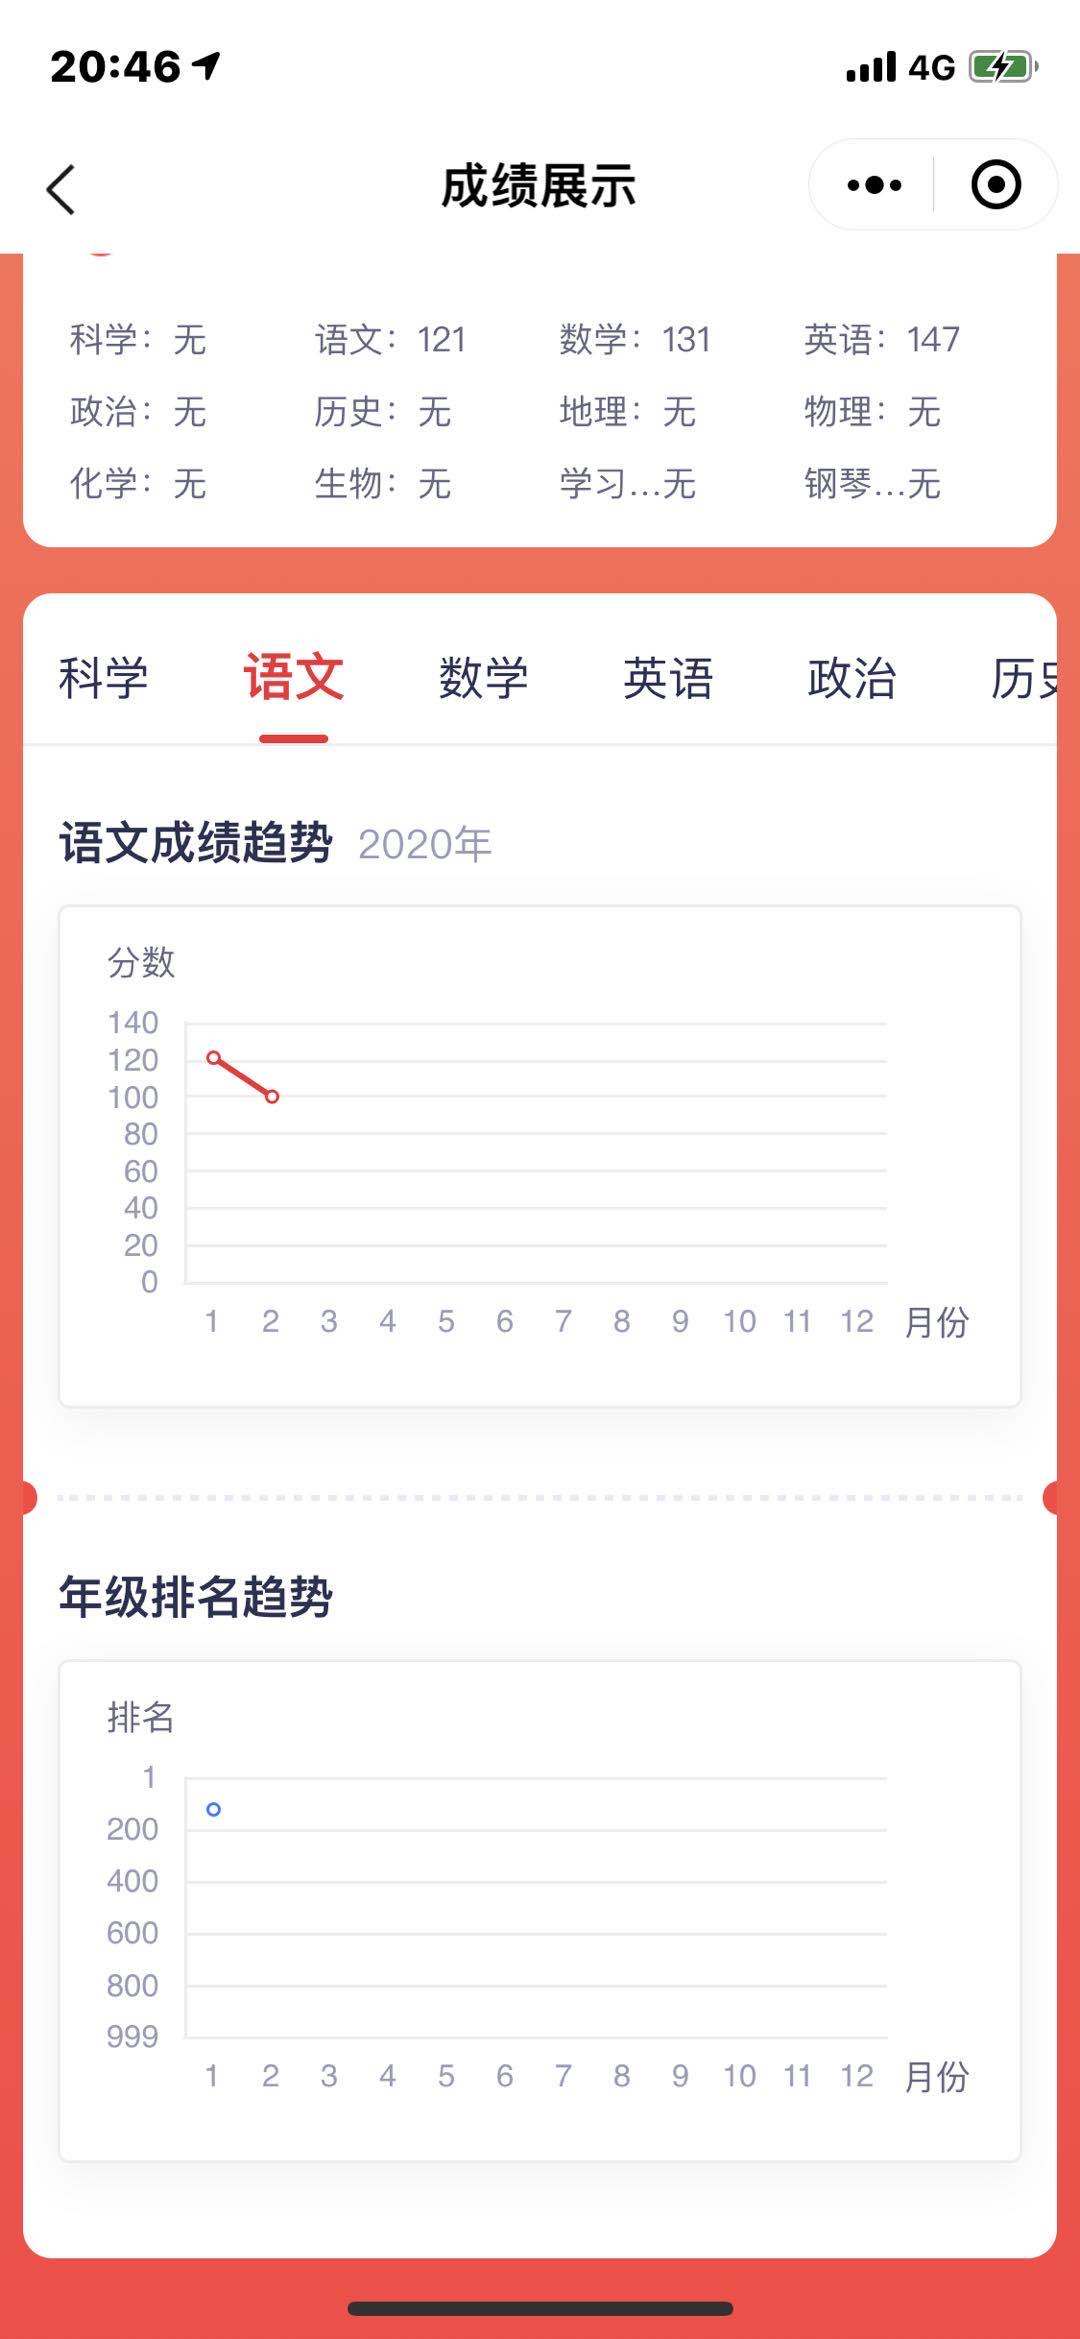 20:46 4G
成绩展示
科学：无 语文：121 数学：131 英语：147
政治：无 历史：无 地理：无 物理：无
化学：无 生物：无 学习...无 钢琴...无
科学 语文 数学 英语 政治 历史
语文成绩趋势 2020年
分数
140
120
100
80
60
40
20
0
1 2 3 4 5 6 7 8 9 10 11 12 月份
年级排名趋势
排名
1
200
400
600
800
999
1 2 3 4 5 6 7 8 9 10 11 12 月份